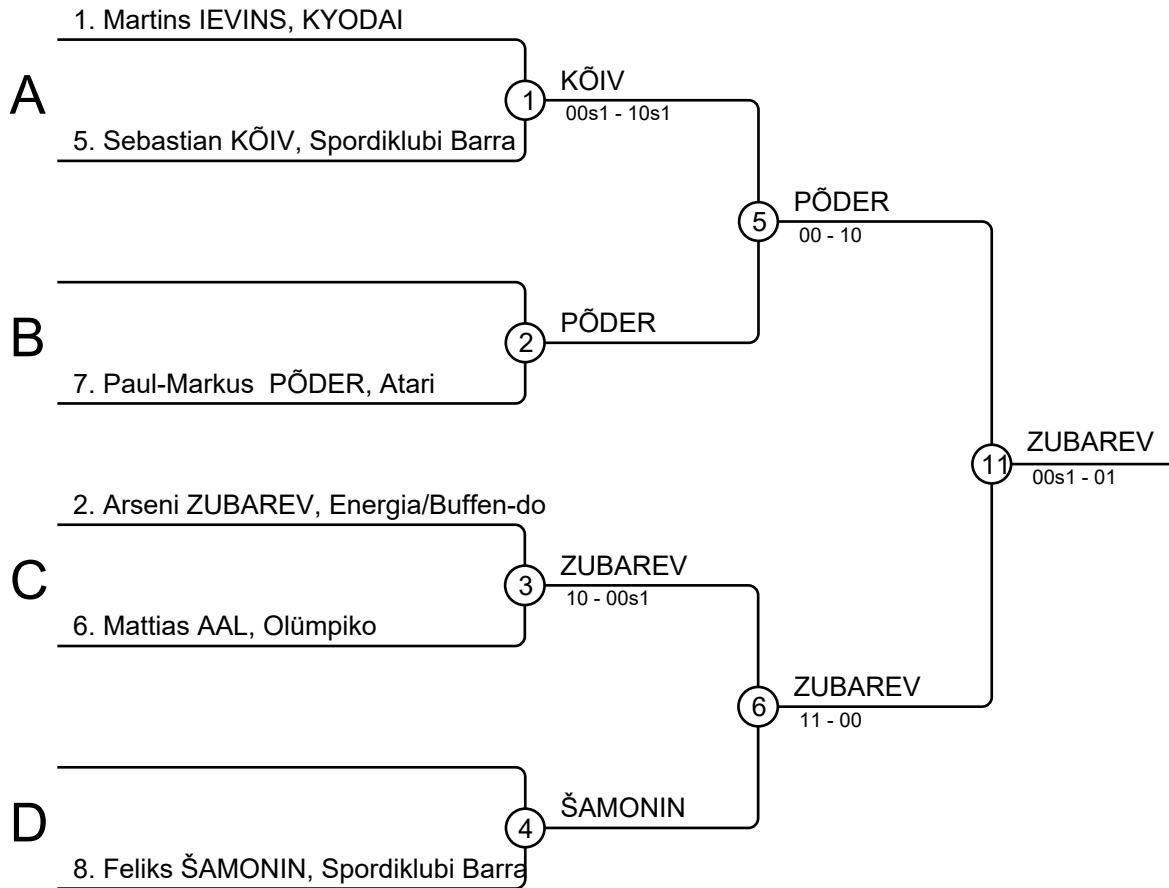 1. Martins IEVINS, KYODAI
A
1
KÕIV
00s1 - 10s1
5. Sebastian KÕIV, Spordiklubi Barra
5
PÕDER
00 - 10
B
2
PÕDER
7. Paul-Markus  PÕDER, Atari
11
ZUBAREV
00s1 - 01
2. Arseni ZUBAREV, Energia/Buffen-do
C
3
ZUBAREV
10 - 00s1
6. Mattias AAL, Olümpiko
6
ZUBAREV
11 - 00
D
4
ŠAMONIN
8. Feliks ŠAMONIN, Spordiklubi Barra